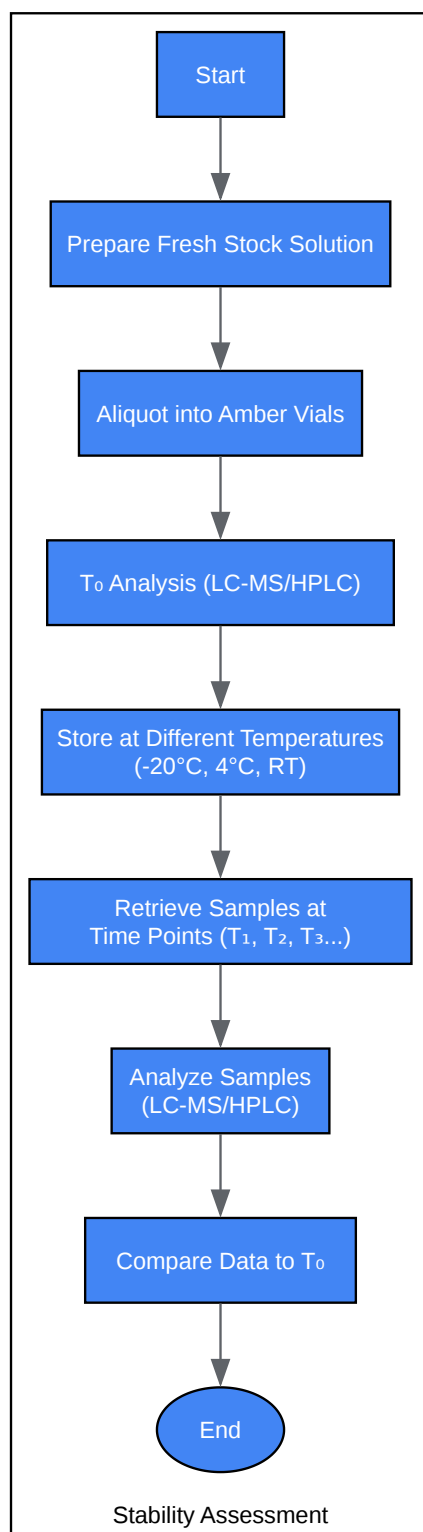 Start
Prepare Fresh Stock Solution
Aliquot into Amber Vials
T₀ Analysis (LC-MS/HPLC)
Store at Different Temperatures
(-20°C, 4°C, RT)
Retrieve Samples at
Time Points (T₁, T₂, T₃...)
Analyze Samples
(LC-MS/HPLC)
Compare Data to T₀
End
Stability Assessment